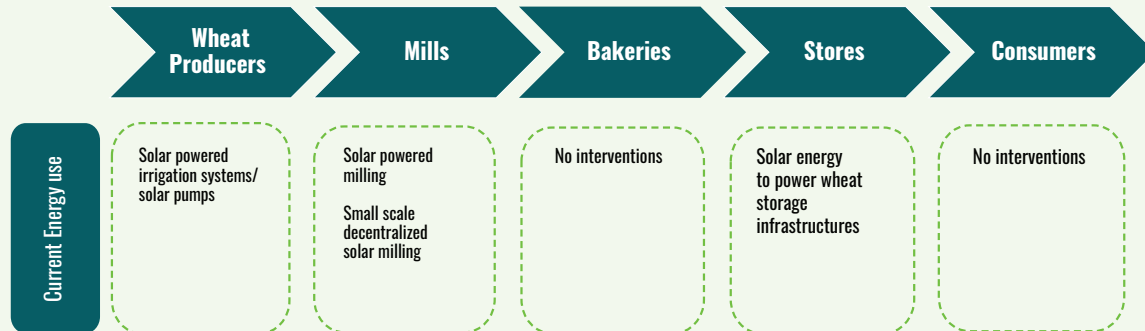 Wheat
Producers
Mills
Bakeries
Stores
Consumers
Current Energy use
Solar powered
irrigation systems/
solar pumps
Solar powered
milling
Small scale
decentralized
solar milling
No interventions
Solar energy
to power wheat
storage
infrastructures
No interventions